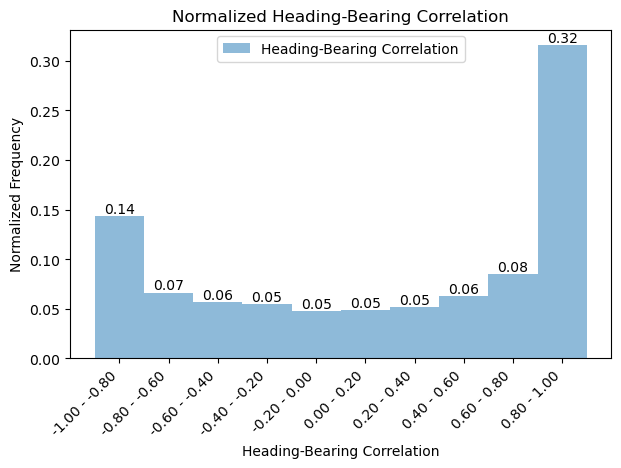 Normalized Heading-Bearing Correlation
Heading-Bearing Correlation
Normalized Frequency
0.30
0.25
0.20
0.15
0.10
0.05
0.00
0.14
0.07
0.06
0.05
0.05
0.05
0.05
0.06
0.08
0.32
-1.00 - -0.80
-0.80 - -0.60
-0.60 - -0.40
-0.40 - -0.20
-0.20 - 0.00
0.00 - 0.20
0.20 - 0.40
0.40 - 0.60
0.60 - 0.80
0.80 - 1.00
Heading-Bearing Correlation